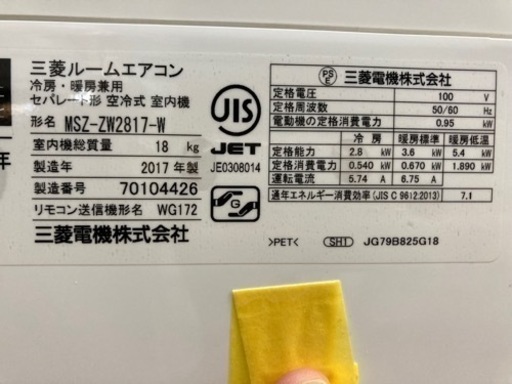 三菱ルームエアコン
冷房・暖房兼用
セパレート形 空冷式 室内機
形名 MSZ-ZW2817-W
室内機総質量 18 kg
製造年 2017 年製
製造番号 70104426
リモコン送信機形名 WG172
三菱電機株式会社
年
JIS
JET
JE0308014
G
PS
E
三菱電機株式会社
定格電圧 100 V
定格周波数 50/60 Hz
電動機の定格消費電力 0.95 kW
冷房 暖房標準 暖房低温
定格能力 2.8 kW 3.6 kW 5.4 kW
定格消費電力 0.540 kW 0.670 kW 1.890 kW
運転電流 5.74 A 6.75 A
通年エネルギー消費効率(JIS C 9612:2013) 7.1
>PET< SH1 JG79B825G18